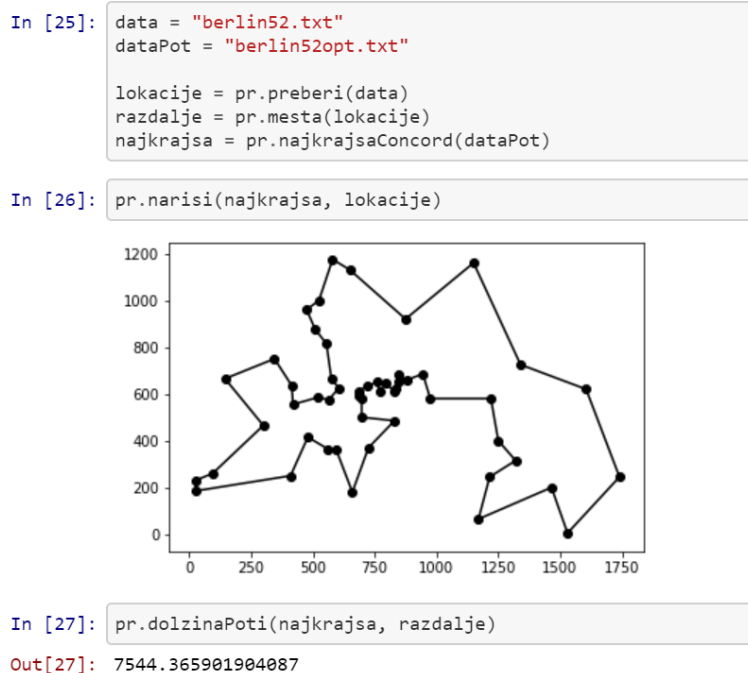 In [25]: data = "berlin52.txt"
dataPot = "berlin52opt.txt"
lokacije = pr.preberi(data)
razdalje = pr.mesta(lokacije)
najkrajsa = pr.najkrajsaConcord(dataPot)
In [26]: pr.narisi(najkrajsa, lokacije)
1200
1000
800
600
400
200
0
0 250 500 750 1000 1250 1500 1750
In [27]: pr.dolzinaPoti(najkrajsa, razdalje)
Out[27]: 7544.365901904087